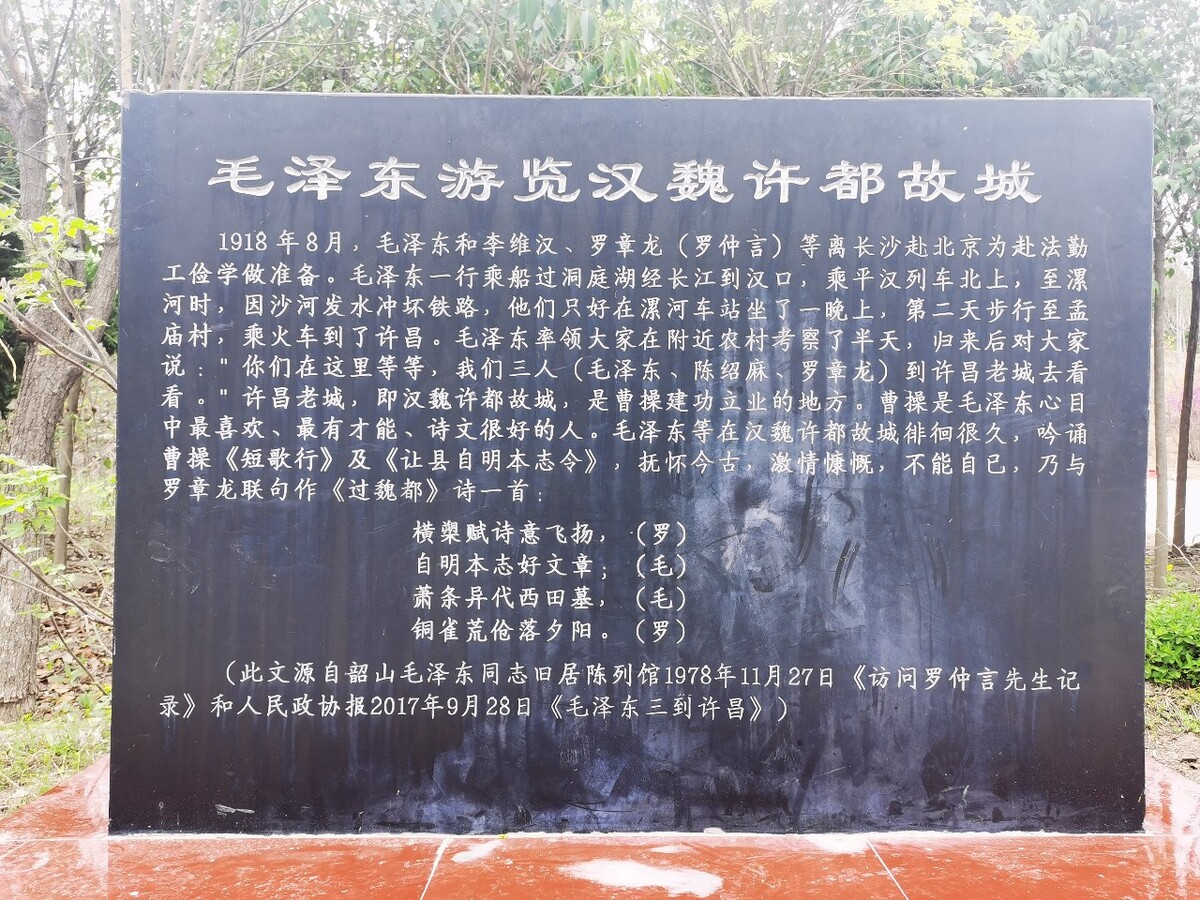 毛泽东游览汉魏许都故城
1918年8月，毛泽东和李维汉、罗章龙（罗仲言）等离长沙赴北京为赴法勤
工俭学做准备。毛泽东一行乘船过洞庭湖经长江到汉口，乘平汉列车北上，至漯
河时，因沙河发水冲坏铁路，他们只好在漯河车站坐了一晚上，第二天步行至孟
庙村，乘火车到了许昌。毛泽东率领大家在附近农村考察了半天，归来后对大家
说："你们在这里等等，我们三人（毛泽东、陈绍麻、罗章龙）到许昌老城去看
看。"许昌老城，即汉魏许都故城，是曹操建功立业的地方。曹操是毛泽东心目
中最喜欢、最有才能、诗文很好的人。毛泽东等在汉魏许都故城徘徊很久，吟诵
曹操《短歌行》及《让县自明本志令》，抚怀今古，激情慷慨，不能自已，乃与
罗章龙联句作《过魏都》诗一首：
横槊赋诗意飞扬，（罗）
自明本志好文章；（毛）
萧条异代西田墓，（毛）
铜雀荒伧落夕阳。（罗）
（此文源自韶山毛泽东同志旧居陈列馆1978年11月27日《访问罗仲言先生记
录》和人民政协报2017年9月28日《毛泽东三到许昌》）